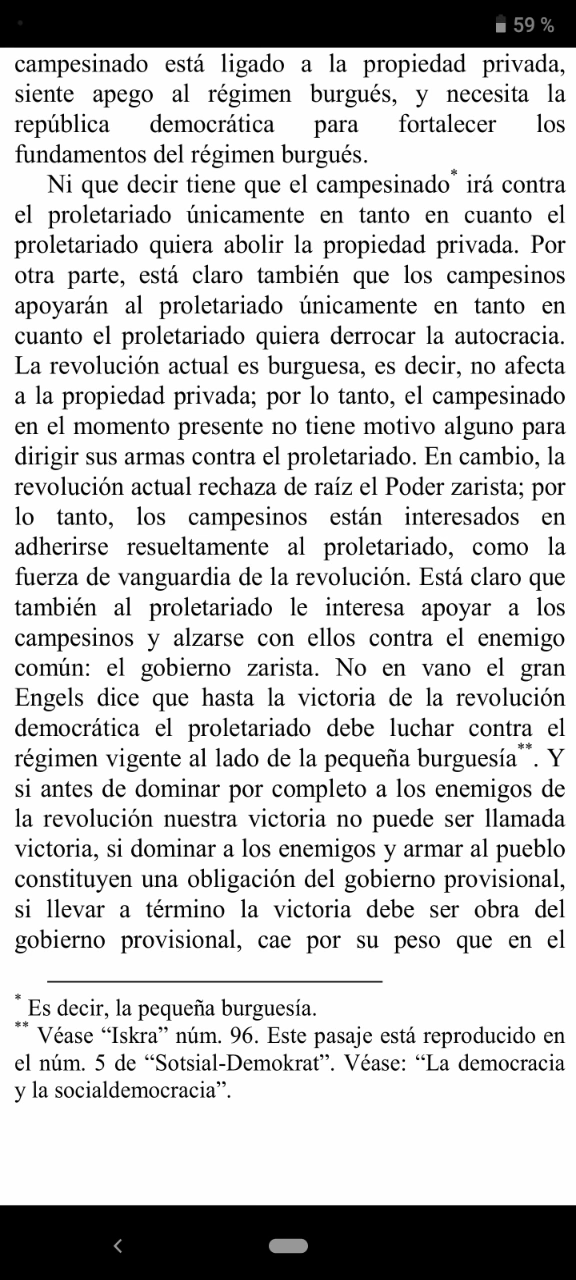 59 %
campesinado está ligado a la propiedad privada,
siente apego al régimen burgués, y necesita la
república democrática para fortalecer los
fundamentos del régimen burgués.
Ni que decir tiene que el campesinado* irá contra
el proletariado únicamente en tanto en cuanto el
proletariado quiera abolir la propiedad privada. Por
otra parte, está claro también que los campesinos
apoyarán al proletariado únicamente en tanto en
cuanto el proletariado quiera derrocar la autocracia.
La revolución actual es burguesa, es decir, no afecta
a la propiedad privada; por lo tanto, el campesinado
en el momento presente no tiene motivo alguno para
dirigir sus armas contra el proletariado. En cambio, la
revolución actual rechaza de raíz el Poder zarista; por
lo tanto, los campesinos están interesados en
adherirse resueltamente al proletariado, como la
fuerza de vanguardia de la revolución. Está claro que
también al proletariado le interesa apoyar a los
campesinos y alzarse con ellos contra el enemigo
común: el gobierno zarista. No en vano el gran
Engels dice que hasta la victoria de la revolución
democrática el proletariado debe luchar contra el
régimen vigente al lado de la pequeña burguesía**. Y
si antes de dominar por completo a los enemigos de
la revolución nuestra victoria no puede ser llamada
victoria, si dominar a los enemigos y armar al pueblo
constituyen una obligación del gobierno provisional,
si llevar a término la victoria debe ser obra del
gobierno provisional, cae por su peso que en el
* Es decir, la pequeña burguesía.
** Véase “Iskra” núm. 96. Este pasaje está reproducido en
el núm. 5 de “Sotsial-Demokrat”. Véase: “La democracia
y la socialdemocracia”.